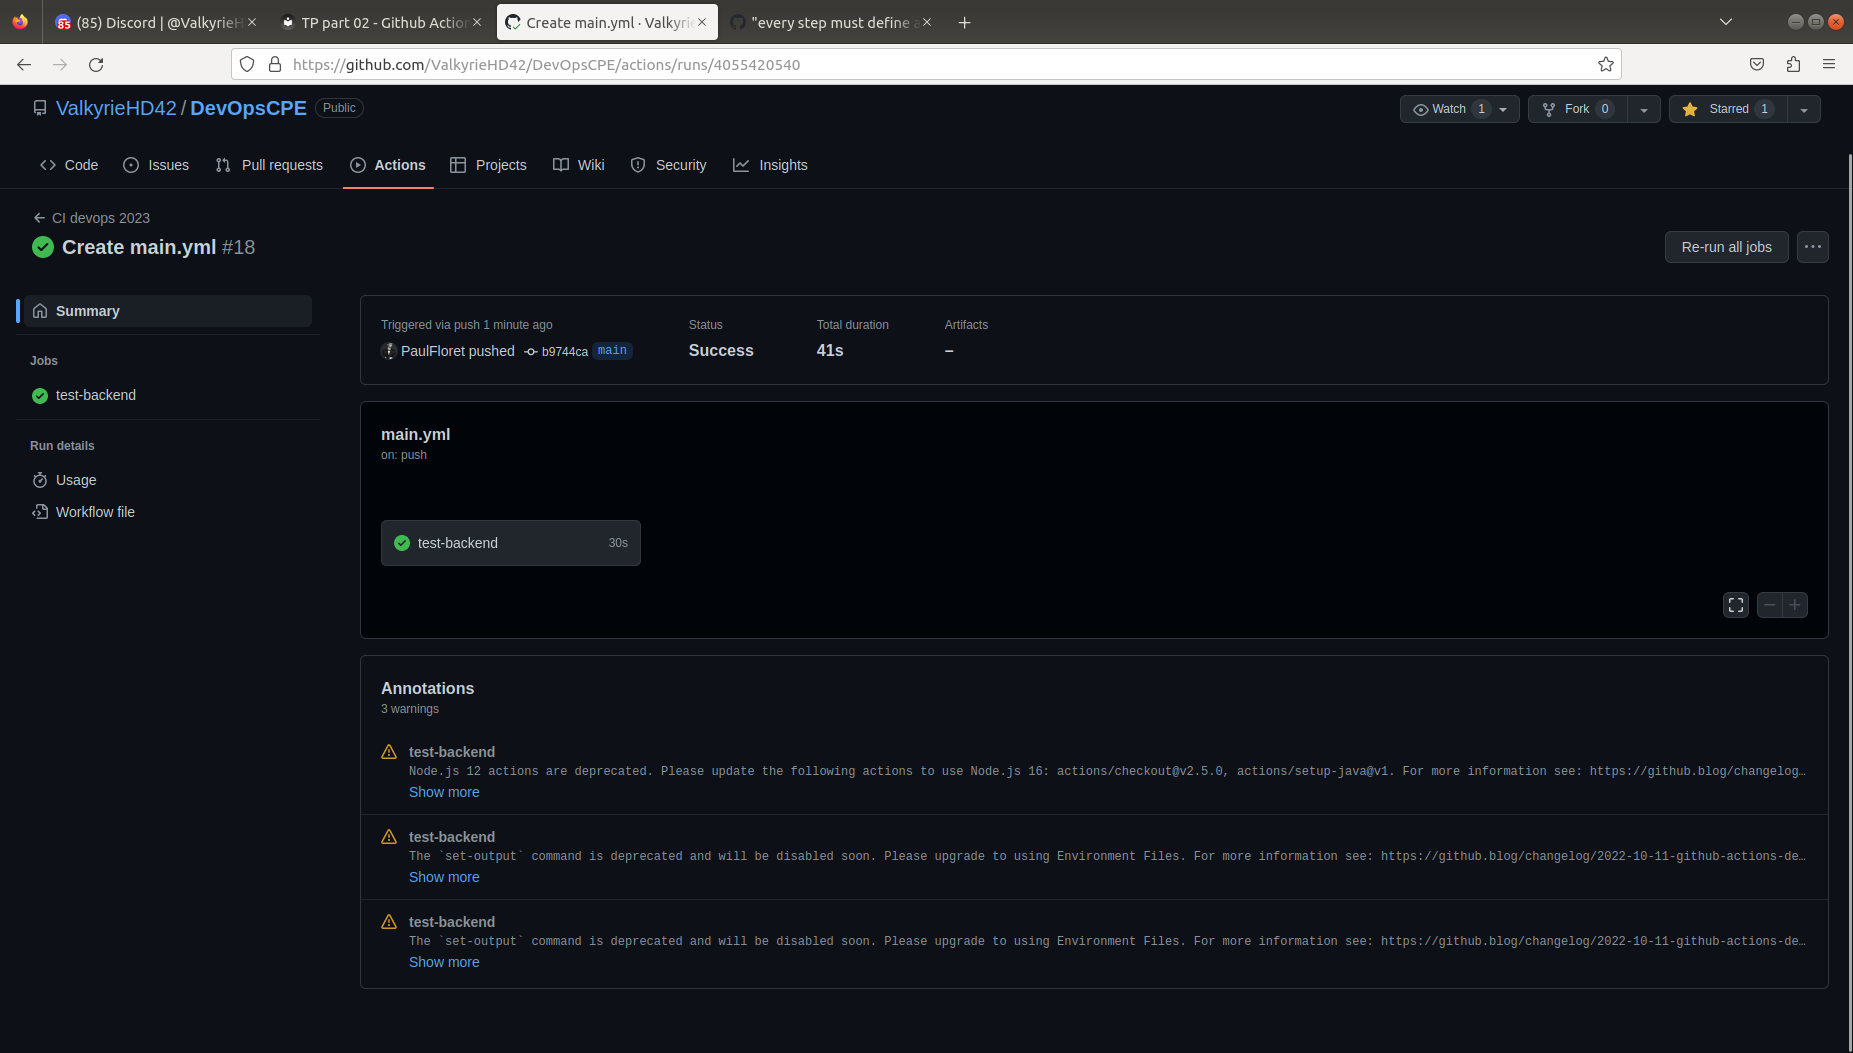 (85) Discord | @ValkyrieH
TP part 02 - Github Action
Create main.yml · Valkyrie
"every step must define a
https://github.com/ValkyrieHD42/DevOpsCPE/actions/runs/4055420540
ValkyrieHD42 / DevOpsCPE Public
Watch 1
Fork 0
Starred 1
Code
Issues
Pull requests
Actions
Projects
Wiki
Security
Insights
CI devops 2023
Create main.yml #18
Re-run all jobs
Summary
Jobs
test-backend
Run details
Usage
Workflow file
Triggered via push 1 minute ago
PaulFloret pushed b9744ca main
Status
Success
Total duration
41s
Artifacts
–
main.yml
on: push
test-backend 30s
Annotations
3 warnings
test-backend
Node.js 12 actions are deprecated. Please update the following actions to use Node.js 16: actions/checkout@v2.5.0, actions/setup-java@v1. For more information see: https://github.blog/changelog…
Show more
test-backend
The `set-output` command is deprecated and will be disabled soon. Please upgrade to using Environment Files. For more information see: https://github.blog/changelog/2022-10-11-github-actions-de…
Show more
test-backend
The `set-output` command is deprecated and will be disabled soon. Please upgrade to using Environment Files. For more information see: https://github.blog/changelog/2022-10-11-github-actions-de…
Show more